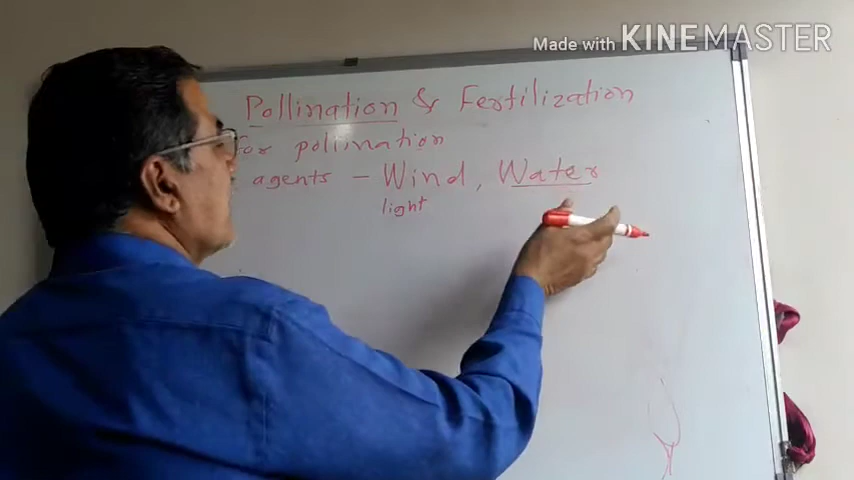 Made with KINEMASTER
Pollination & Fertilization
For pollination
agents - Wind, Water
light